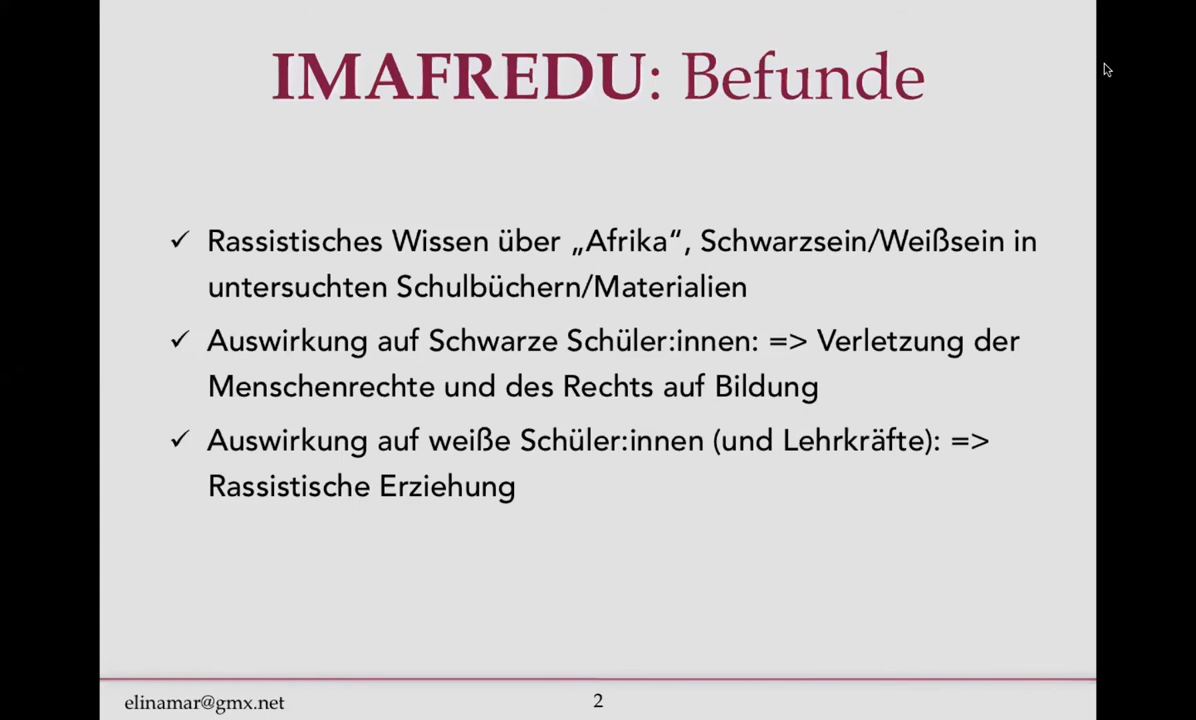 IMAFREDU: Befunde
✓ Rassistisches Wissen über „Afrika“, Schwarzsein/Weißsein in
untersuchten Schulbüchern/Materialien
✓ Auswirkung auf Schwarze Schüler:innen: => Verletzung der
Menschenrechte und des Rechts auf Bildung
✓ Auswirkung auf weiße Schüler:innen (und Lehrkräfte): =>
Rassistische Erziehung
elinamar@gmx.net
2